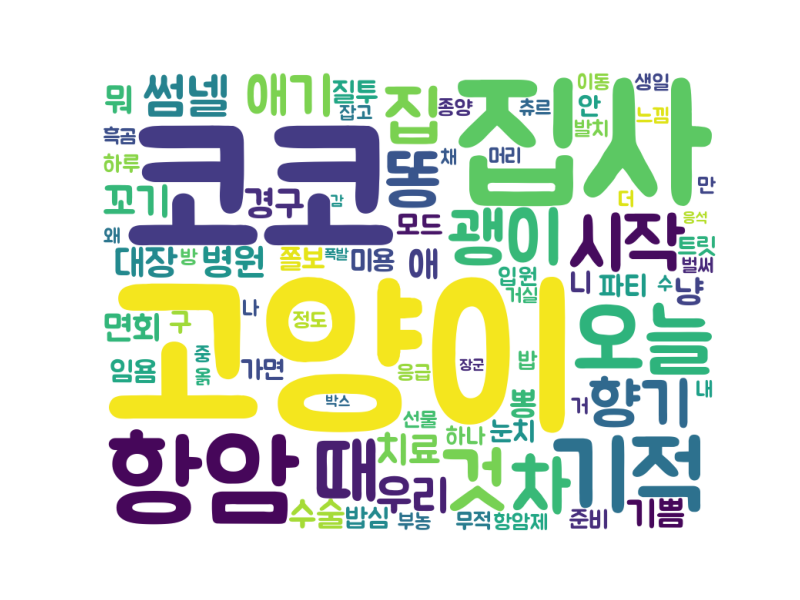 뭐 썸넬 애기 질투 집 종양 츄르 집사 이동 생일
잡고 안 느낌
흑곰 코코 발치
하루 똥 채 머리
꼬기 경구 감 더 만
왜 모드 괭이 시작 응석
대장 방 병원 쫄보 폭발 미용 애 트릿
입원 벌써
거실 니 파티 수 냥
고양이
면회 구 나 정도 오늘
중
임욤 옭 가면 응급 장군 밥 내
박스 뽕 거 향기
선물 하나 눈치
항암 때 치료 것 차 기적
우리
수술 밥심 부농 무적 항암제 준비 기쁨